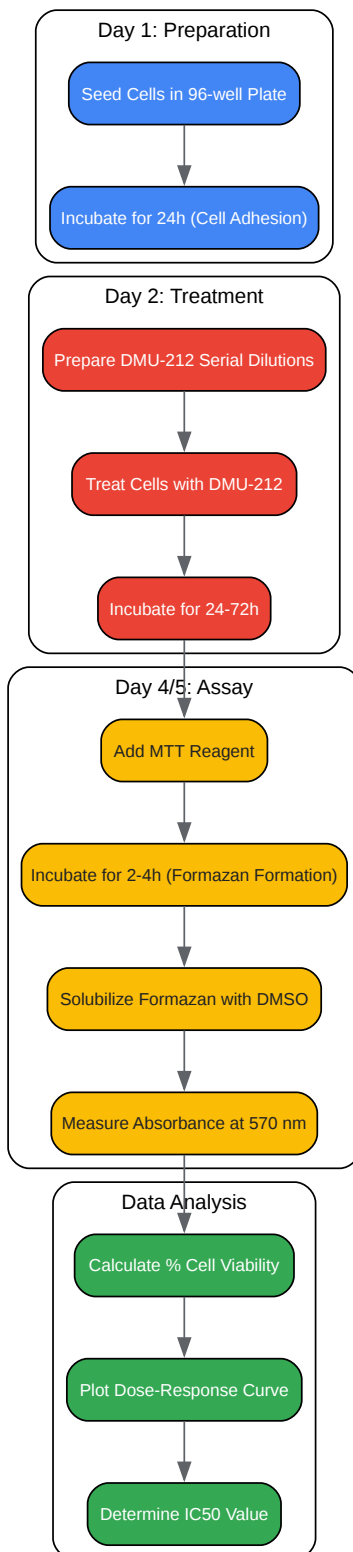 Day 1: Preparation
Seed Cells in 96-well Plate
Incubate for 24h (Cell Adhesion)
Day 2: Treatment
Prepare DMU-212 Serial Dilutions
Treat Cells with DMU-212
Incubate for 24-72h
Day 4/5: Assay
Add MTT Reagent
Incubate for 2-4h (Formazan Formation)
Solubilize Formazan with DMSO
Measure Absorbance at 570 nm
Data Analysis
Calculate % Cell Viability
Plot Dose-Response Curve
Determine IC50 Value